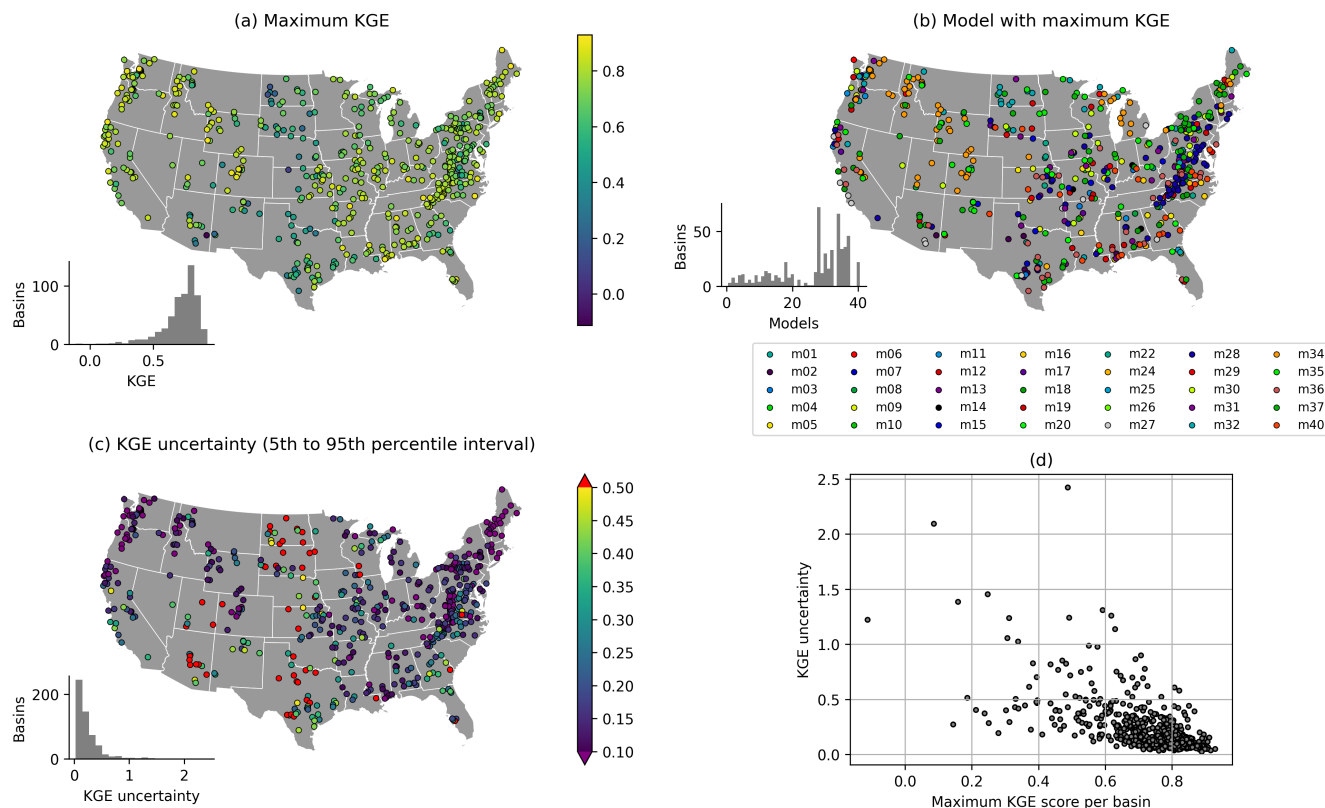 (a) Maximum KGE
0.8
0.6
0.4
0.2
0.0
Basins
100
0
0.0 0.5
KGE
(b) Model with maximum KGE
Basins
50
0
0 20 40
Models
m01 m06 m11 m16 m22 m28 m34
m02 m07 m12 m17 m24 m29 m35
m03 m08 m13 m18 m25 m30 m36
m04 m09 m14 m19 m26 m31 m37
m05 m10 m15 m20 m27 m32 m40
(c) KGE uncertainty (5th to 95th percentile interval)
0.50
0.45
0.40
0.35
0.30
0.25
0.20
0.15
0.10
Basins
200
0
0 1 2
KGE uncertainty
(d)
KGE uncertainty
2.5
2.0
1.5
1.0
0.5
0.0
0.0 0.2 0.4 0.6 0.8
Maximum KGE score per basin